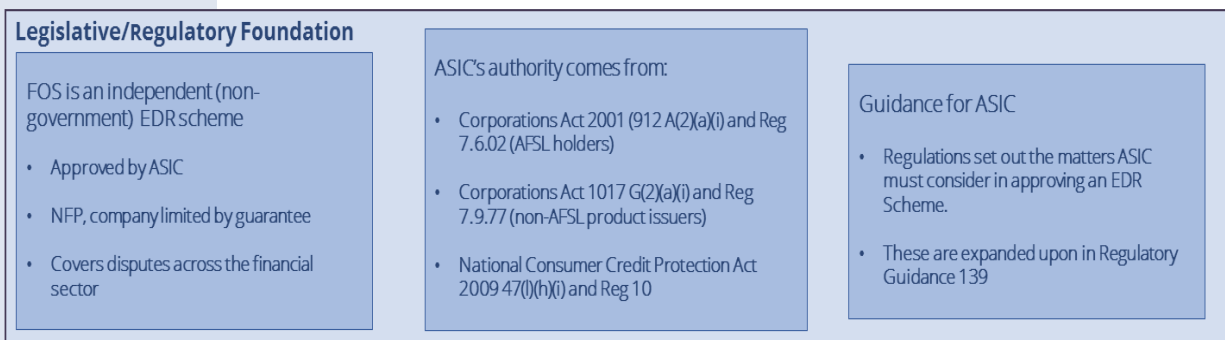 Legislative/Regulatory Foundation
FOS is an independent (non-
government) EDR scheme
• Approved by ASIC
• NFP, company limited by guarantee
• Covers disputes across the financial
sector
ASIC's authority comes from:
• Corporations Act 2001 (912 A(2)(a)(i) and Reg
7.6.02 (AFSL holders)
• Corporations Act 1017 G(2)(a)(i) and Reg
7.9.77 (non-AFSL product issuers)
• National Consumer Credit Protection Act
2009 47(l)(h)(i) and Reg 10
Guidance for ASIC
• Regulations set out the matters ASIC
must consider in approving an EDR
Scheme.
• These are expanded upon in Regulatory
Guidance 139